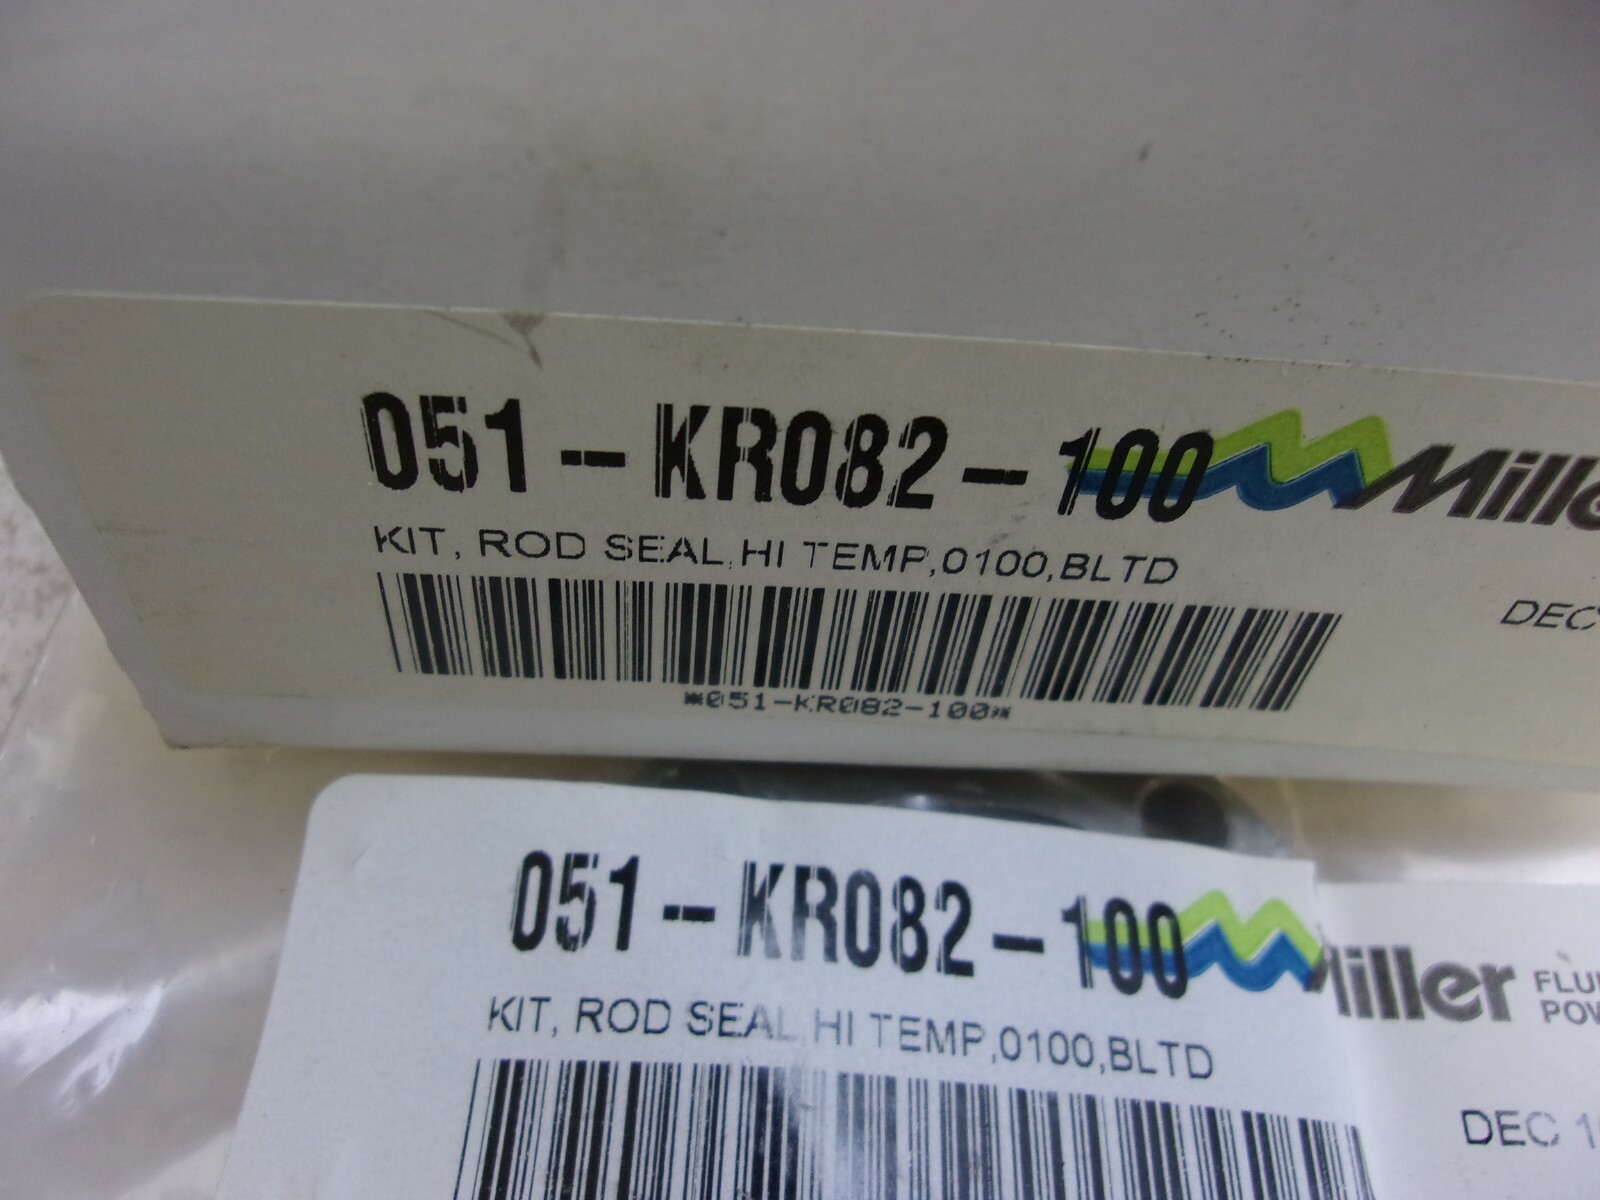 051-KR082-100
Miller
KIT, ROD SEAL,HI TEMP,0100,BLTD
DEC
*051-KR082-100*
051-KR082-100
Miller
KIT, ROD SEAL,HI TEMP,0100,BLTD
DEC